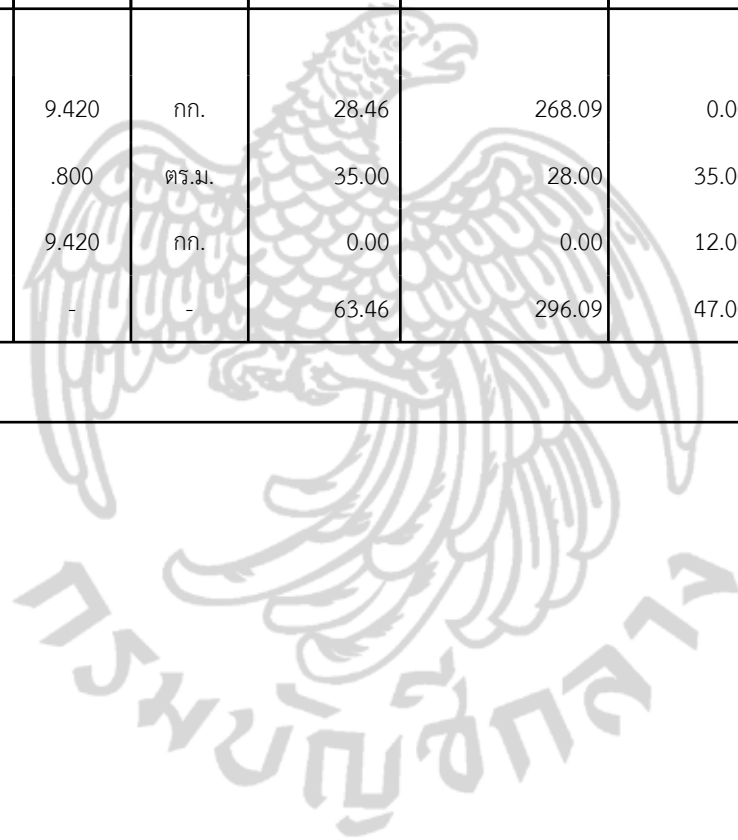 9.420 กก. 28.46 268.09 0.0
.800 ตร.ม. 35.00 28.00 35.0
9.420 กก. 0.00 0.00 12.0
- - 63.46 296.09 47.0
กรมบัญชีกลาง